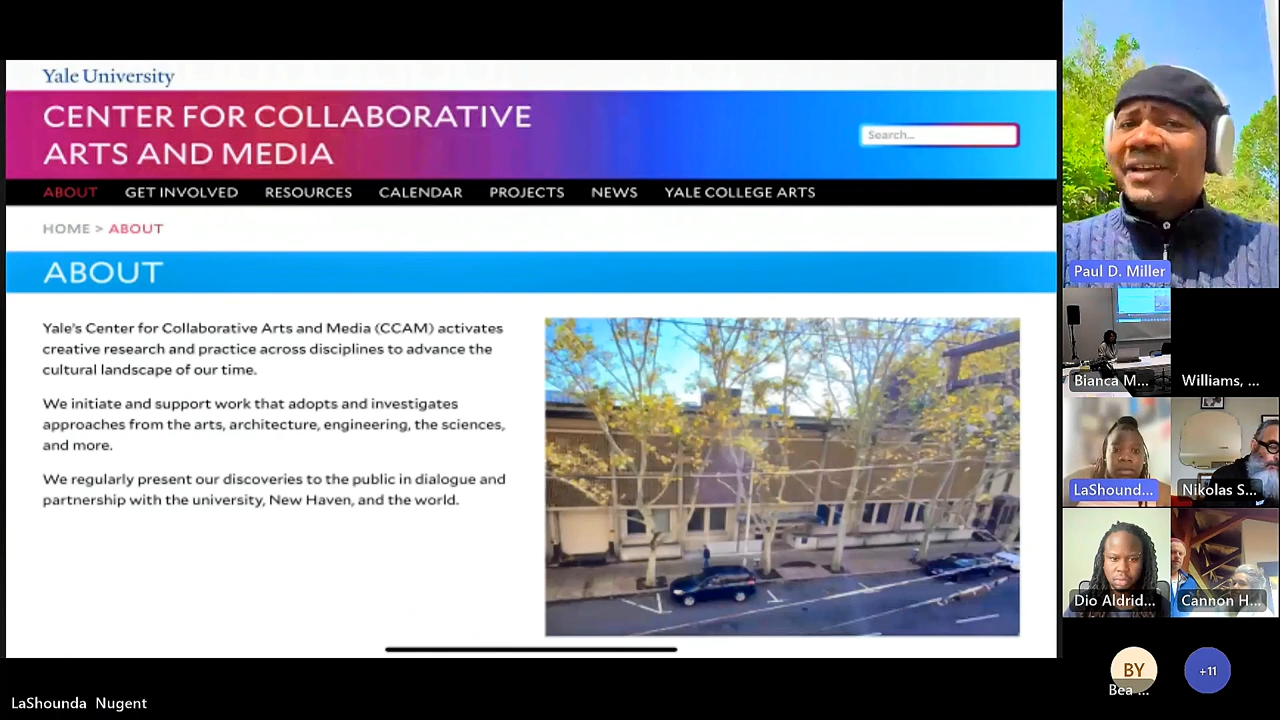 Yale University
CENTER FOR COLLABORATIVE
ARTS AND MEDIA
Search...
ABOUT GET INVOLVED RESOURCES CALENDAR PROJECTS NEWS YALE COLLEGE ARTS
HOME > ABOUT
ABOUT
Yale's Center for Collaborative Arts and Media (CCAM) activates
creative research and practice across disciplines to advance the
cultural landscape of our time.
We initiate and support work that adopts and investigates
approaches from the arts, architecture, engineering, the sciences,
and more.
We regularly present our discoveries to the public in dialogue and
partnership with the university, New Haven, and the world.
Paul D. Miller
Bianca M...
Williams, ...
LaShound...
Nikolas S...
Dio Aldrid...
Cannon H...
BY
Bea ...
+11
LaShounda Nugent